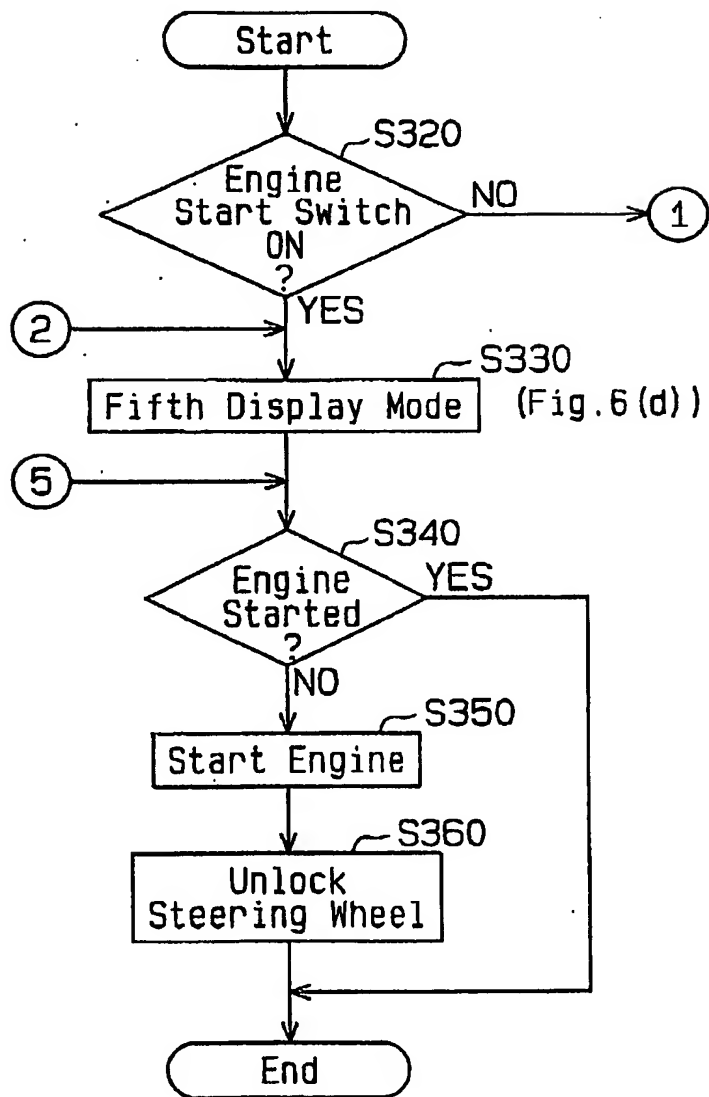 Start
S320
Engine
Start Switch
ON
?
NO
1
YES
2
S330
Fifth Display Mode (Fig.6(d))
5
S340
Engine
Started
?
YES
NO
S350
Start Engine
S360
Unlock
Steering Wheel
End